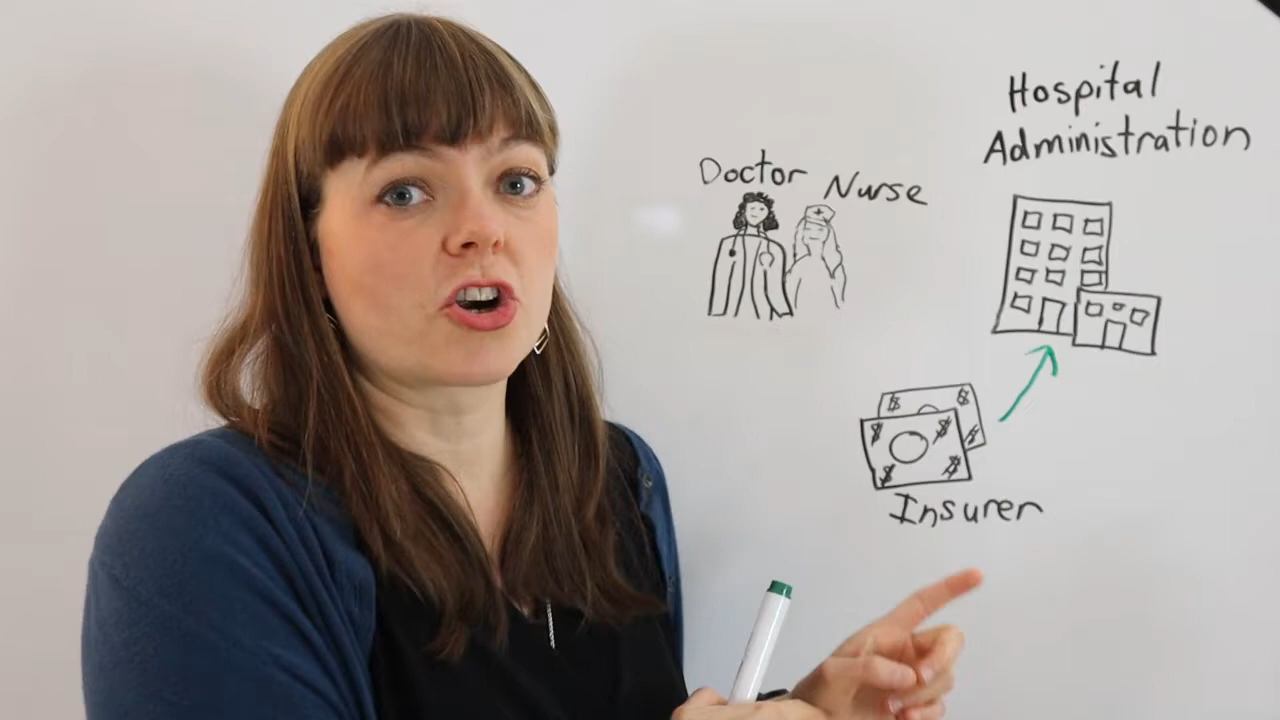 Hospital
Administration
Doctor Nurse
$ $
$ $ $
$ $
Insurer